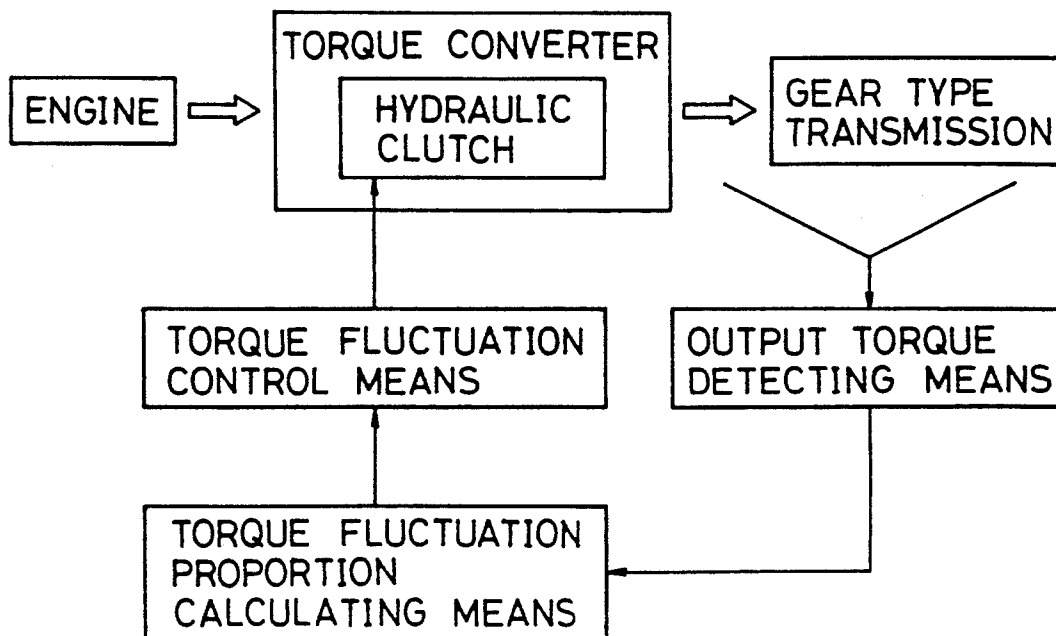 TORQUE CONVERTER
ENGINE
HYDRAULIC
CLUTCH
GEAR TYPE
TRANSMISSION
TORQUE FLUCTUATION
CONTROL MEANS
OUTPUT TORQUE
DETECTING MEANS
TORQUE FLUCTUATION
PROPORTION
CALCULATING MEANS